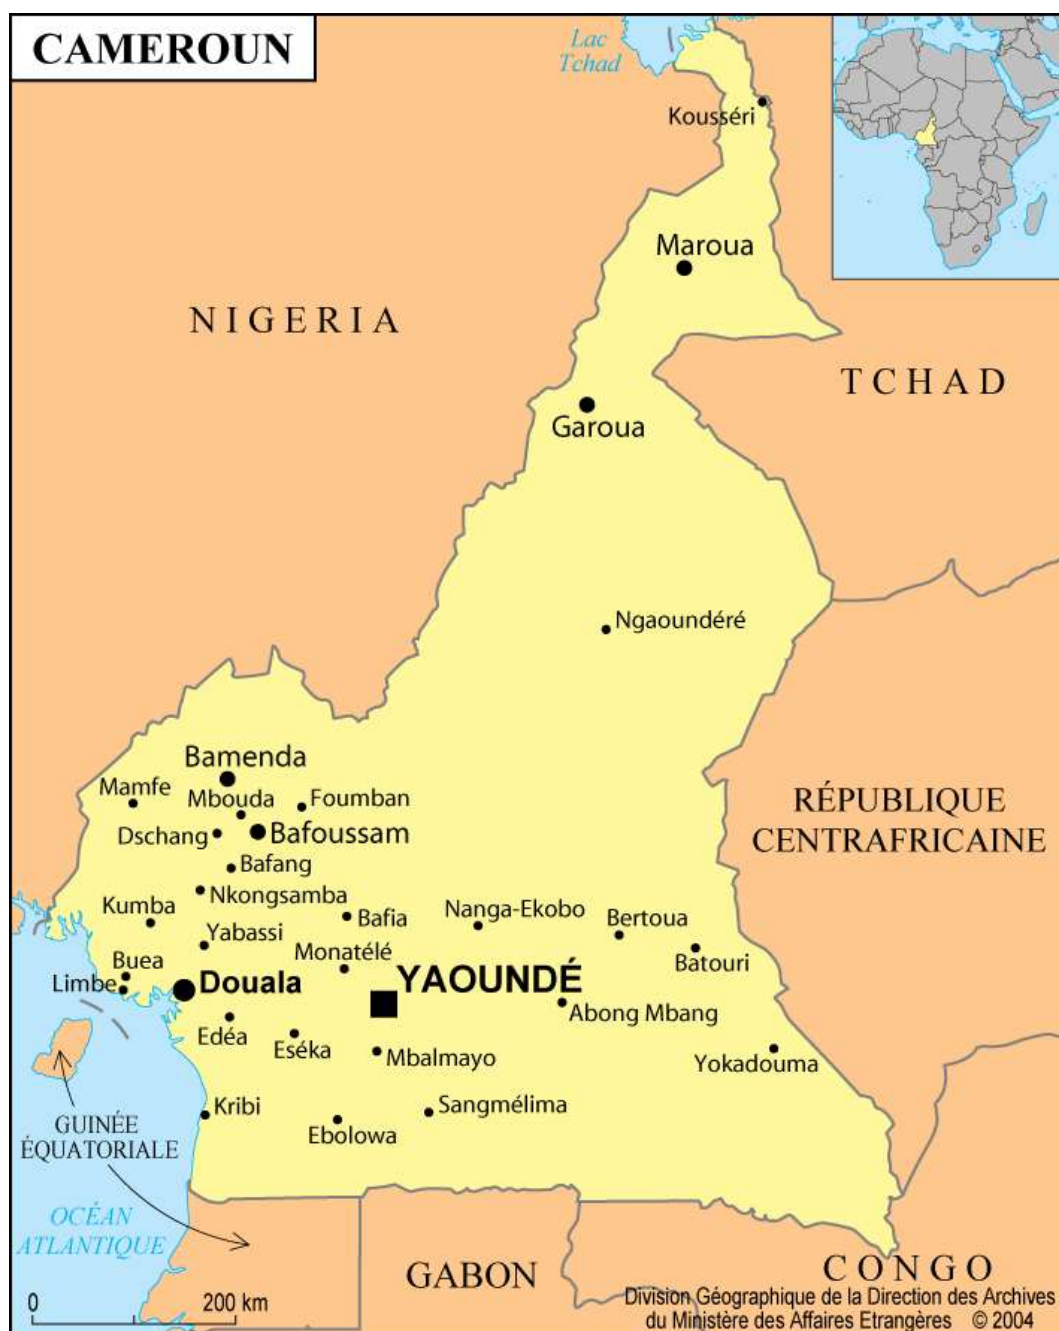 CAMEROUN
Lac
Tchad
Kousséri
Maroua
NIGERIA
TCHAD
Garoua
Ngaoundéré
Bamenda
Mamfe
Mbouda
Foumban
RÉPUBLIQUE
CENTRAFRICAINE
Dschang
Bafoussam
Bafang
Nkongsamba
Kumba
Bafia
Nanga-Ekobo
Bertoua
Yabassi
Monatélé
Batouri
Buea
Limbe
Douala
YAOUNDÉ
Abong Mbang
Edéa
Eséka
Mbalmayo
Yokadouma
Kribi
Sangmélima
Ebolowa
GUINÉE
ÉQUATORIALE
OCÉAN
ATLANTIQUE
GABON
CONGO
0 200 km
Division Géographique de la Direction des Archives
du Ministère des Affaires Etrangères © 2004